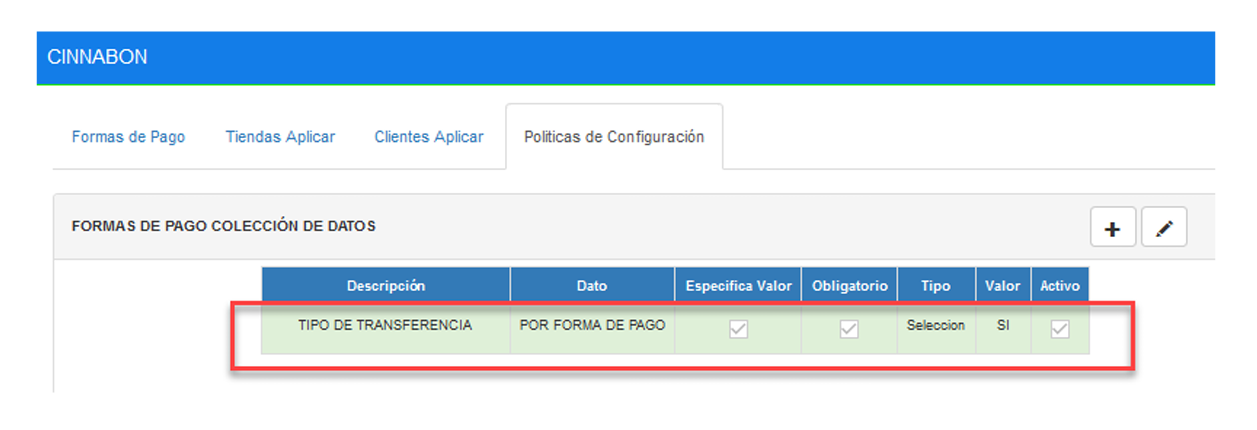 CINNABON
Formas de Pago Tiendas Aplicar Clientes Aplicar Politicas de Configuración
FORMAS DE PAGO COLECCIÓN DE DATOS
Descripción Dato Especifica Valor Obligatorio Tipo Valor Activo
TIPO DE TRANSFERENCIA POR FORMA DE PAGO Seleccion SI